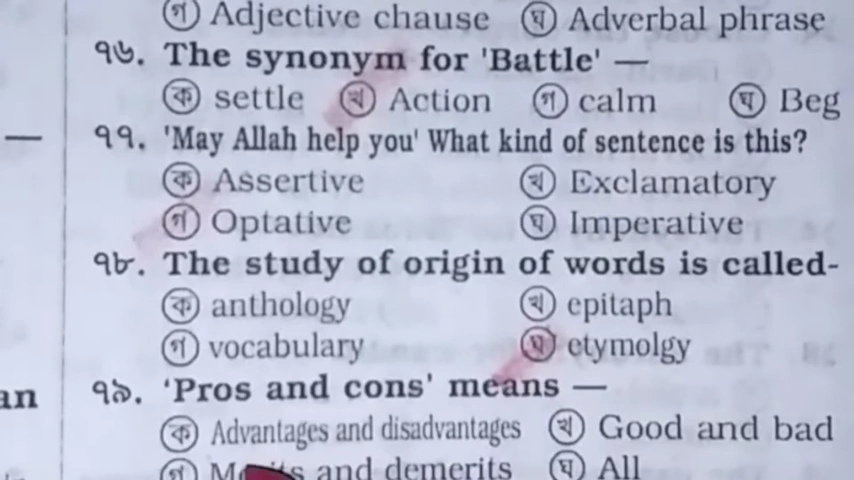 গ Adjective chause ঘ Adverbal phrase
৭৬. The synonym for 'Battle' —
ক settle খ Action গ calm ঘ Beg
— ৭৭. 'May Allah help you' What kind of sentence is this?
ক Assertive খ Exclamatory
গ Optative ঘ Imperative
৭৮. The study of origin of words is called-
ক anthology খ epitaph
গ vocabulary ঘ etymolgy
an ৭৯. 'Pros and cons' means —
ক Advantages and disadvantages খ Good and bad
গ and demerits ঘ All